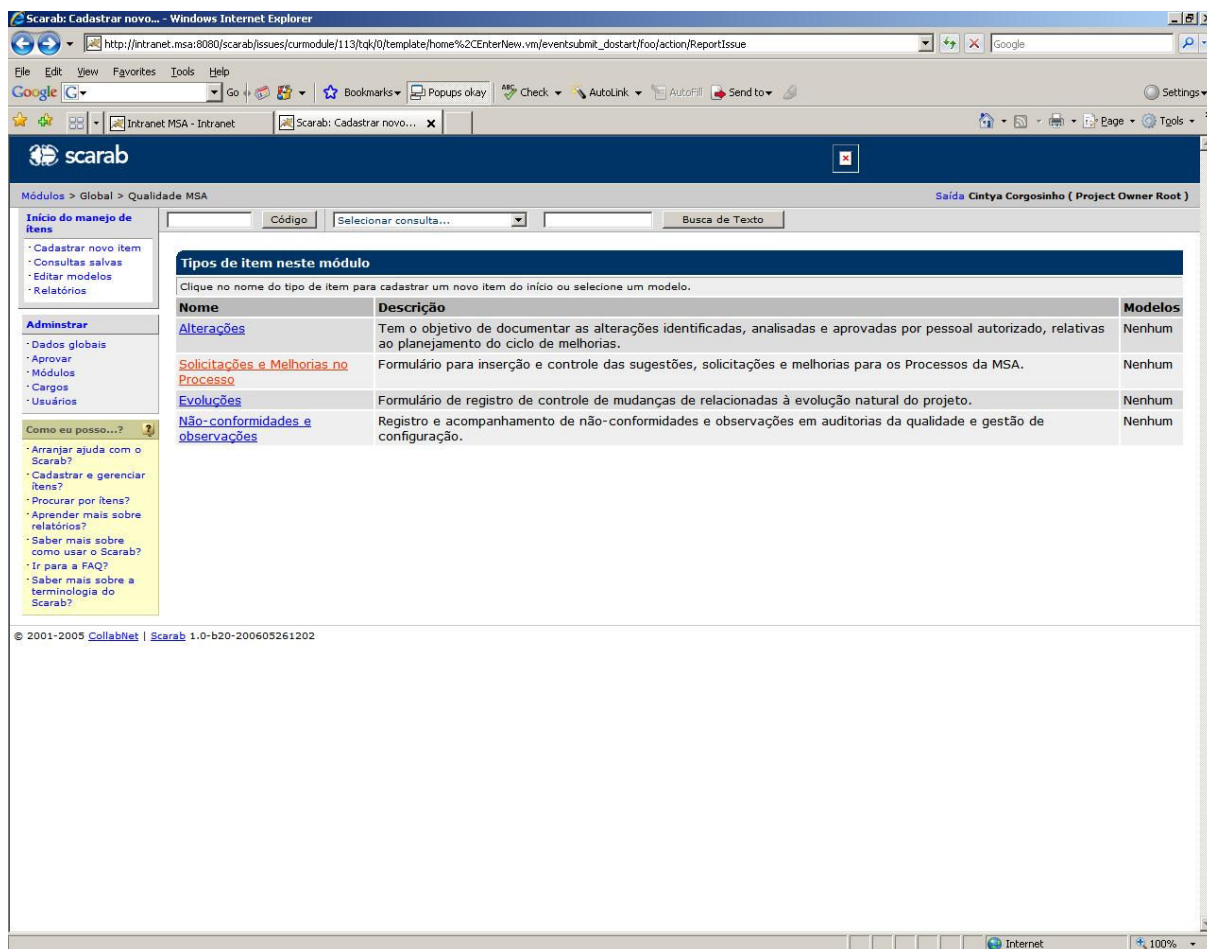 Scarab: Cadastrar novo... - Windows Internet Explorer
http://intranet.msa:8080/scarab/issues/curmodule/113/tqk/0/template/home%2CEnterNew.vm/eventsubmit_dostart/foo/action/ReportIssue
Google
File Edit View Favorites Tools Help
Google G Go Bookmarks Popups okay ABC Check AutoLink AutoFill Send to Settings
Intranet MSA - Intranet Scarab: Cadastrar novo... Page Tools
scarab
Módulos > Global > Qualidade MSA Saída Cintya Corgosinho ( Project Owner Root )
Início do manejo de
ítens
Código Selecionar consulta... Busca de Texto
· Cadastrar novo item
· Consultas salvas
· Editar modelos
· Relatórios
Adminstrar
· Dados globais
· Aprovar
· Módulos
· Cargos
· Usuários
Como eu posso...? ?
· Arranjar ajuda com o
Scarab?
· Cadastrar e gerenciar
ítens?
· Procurar por ítens?
· Aprender mais sobre
relatórios?
· Saber mais sobre
como usar o Scarab?
· Ir para a FAQ?
· Saber mais sobre a
terminologia do
Scarab?
Tipos de item neste módulo
Clique no nome do tipo de item para cadastrar um novo item do início ou selecione um modelo.
Nome Descrição Modelos
Alterações Tem o objetivo de documentar as alterações identificadas, analisadas e aprovadas por pessoal autorizado, relativas Nenhum
ao planejamento do ciclo de melhorias.
Solicitações e Melhorias no Formulário para inserção e controle das sugestões, solicitações e melhorias para os Processos da MSA. Nenhum
Processo
Evoluções Formulário de registro de controle de mudanças de relacionadas à evolução natural do projeto. Nenhum
Não-conformidades e Registro e acompanhamento de não-conformidades e observações em auditorias da qualidade e gestão de Nenhum
observações configuração.
© 2001-2005 CollabNet | Scarab 1.0-b20-200605261202
Internet 100%